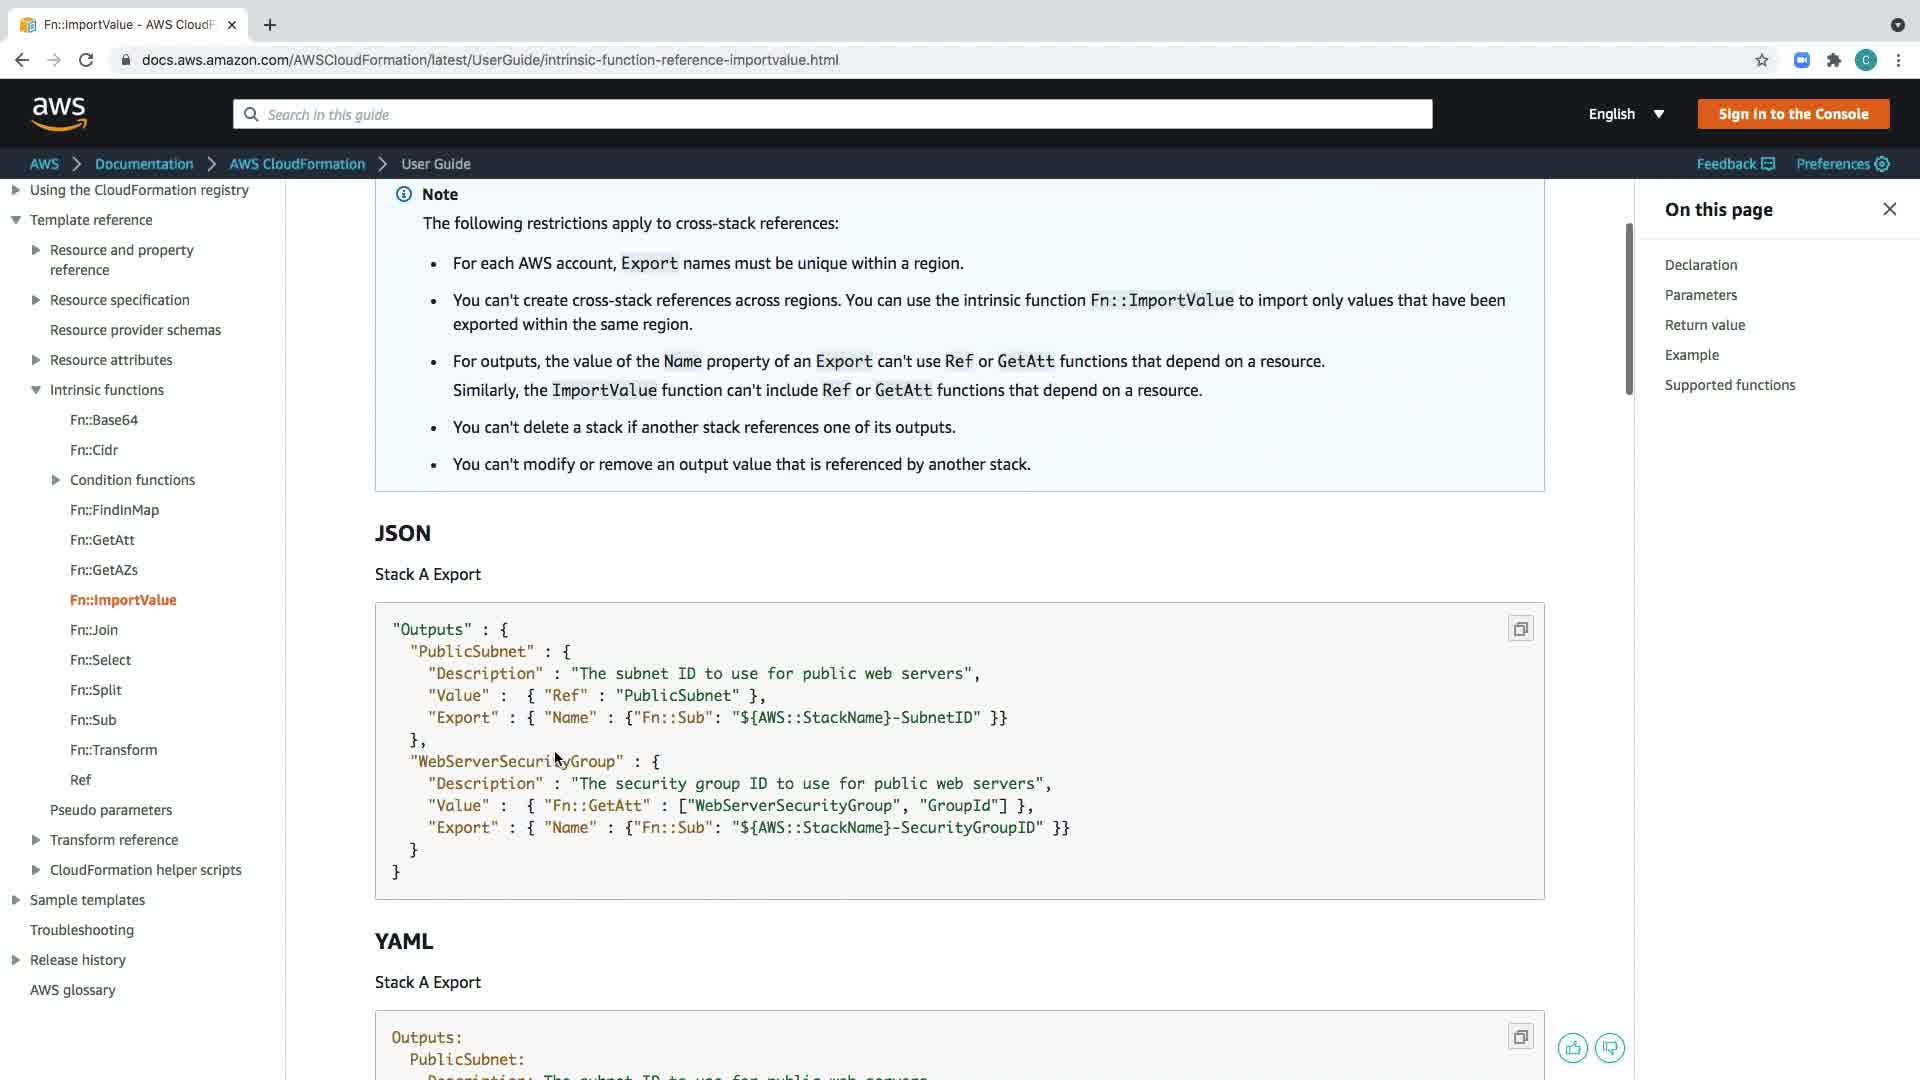 Fn::ImportValue - AWS CloudF
docs.aws.amazon.com/AWSCloudFormation/latest/UserGuide/intrinsic-function-reference-importvalue.html
C
aws
Search in this guide
English
Sign In to the Console
AWS
Documentation
AWS CloudFormation
User Guide
Feedback
Preferences
Using the CloudFormation registry
Template reference
Resource and property
reference
Resource specification
Resource provider schemas
Resource attributes
Intrinsic functions
Fn::Base64
Fn::Cidr
Condition functions
Fn::FindInMap
Fn::GetAtt
Fn::GetAZs
Fn::ImportValue
Fn::Join
Fn::Select
Fn::Split
Fn::Sub
Fn::Transform
Ref
Pseudo parameters
Transform reference
CloudFormation helper scripts
Sample templates
Troubleshooting
Release history
AWS glossary
Note
The following restrictions apply to cross-stack references:
• For each AWS account, Export names must be unique within a region.
• You can't create cross-stack references across regions. You can use the intrinsic function Fn::ImportValue to import only values that have been
exported within the same region.
• For outputs, the value of the Name property of an Export can't use Ref or GetAtt functions that depend on a resource.
Similarly, the ImportValue function can't include Ref or GetAtt functions that depend on a resource.
• You can't delete a stack if another stack references one of its outputs.
• You can't modify or remove an output value that is referenced by another stack.
JSON
Stack A Export
"Outputs" : {
"PublicSubnet" : {
"Description" : "The subnet ID to use for public web servers",
"Value" :  { "Ref" : "PublicSubnet" },
"Export" : { "Name" : {"Fn::Sub": "${AWS::StackName}-SubnetID" }}
},
"WebServerSecurityGroup" : {
"Description" : "The security group ID to use for public web servers",
"Value" :  { "Fn::GetAtt" : ["WebServerSecurityGroup", "GroupId"] },
"Export" : { "Name" : {"Fn::Sub": "${AWS::StackName}-SecurityGroupID" }}
}
}
YAML
Stack A Export
Outputs:
PublicSubnet:
Description: The subnet ID to use for public web servers
On this page
Declaration
Parameters
Return value
Example
Supported functions